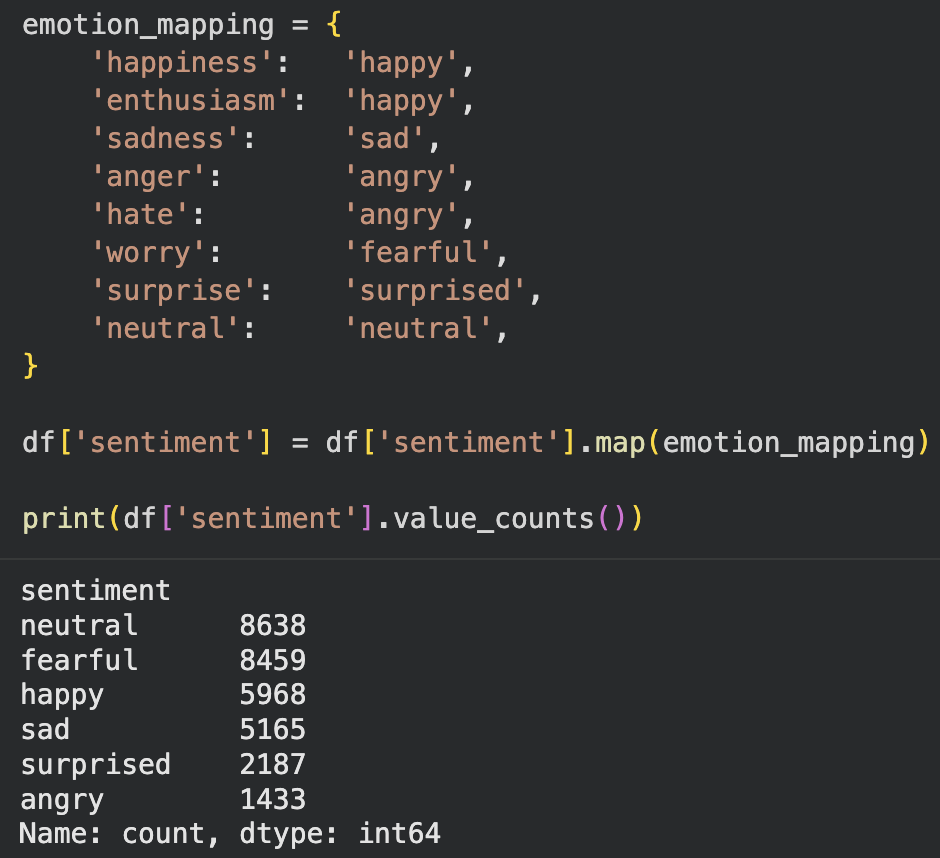 emotion_mapping = {
    'happiness':   'happy',
    'enthusiasm':  'happy',
    'sadness':     'sad',
    'anger':       'angry',
    'hate':        'angry',
    'worry':       'fearful',
    'surprise':    'surprised',
    'neutral':     'neutral',
}

df['sentiment'] = df['sentiment'].map(emotion_mapping)

print(df['sentiment'].value_counts())

sentiment
neutral      8638
fearful      8459
happy        5968
sad          5165
surprised    2187
angry        1433
Name: count, dtype: int64